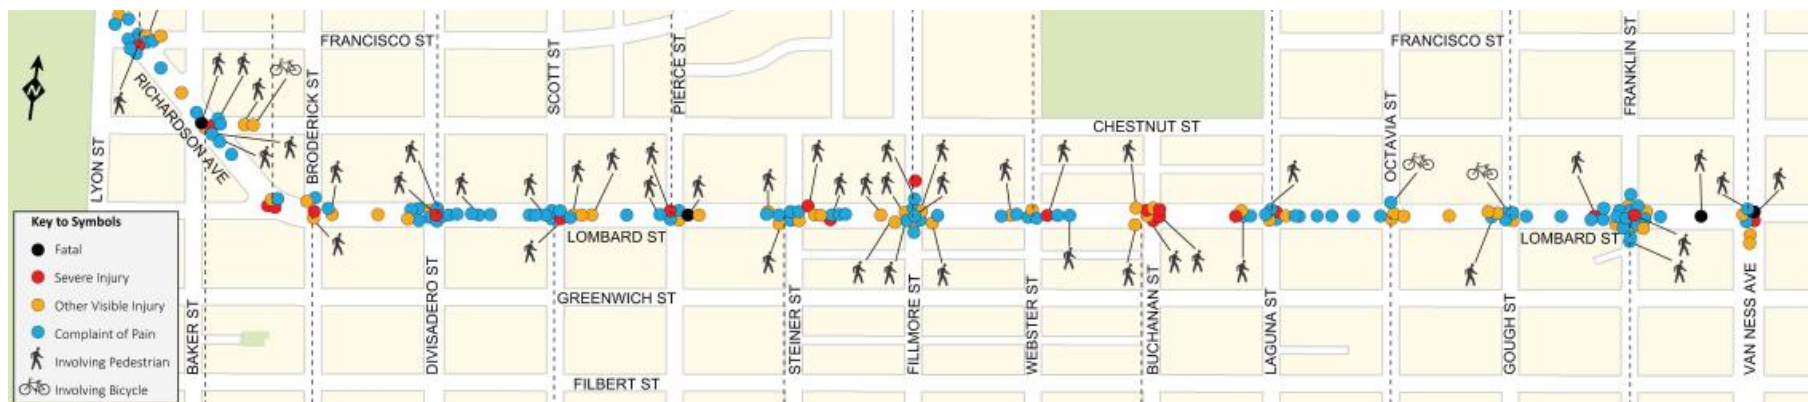 FRANCISCO ST
FRANCISCO ST
SCOTT ST
PIERCE ST
FRANKLIN ST
RICHARDSON AVE
BRODERICK ST
CHESTNUT ST
OCTAVIA ST
LYON ST
LOMBARD ST
LOMBARD ST
Key to Symbols
Fatal
Severe Injury
Other Visible Injury
Complaint of Pain
Involving Pedestrian
Involving Bicycle
GREENWICH ST
BAKER ST
DIVISADERO ST
STEINER ST
FILLMORE ST
WEBSTER ST
BUCHANAN ST
LAGUNA ST
GOUGH ST
VAN NESS AVE
FILBERT ST
N